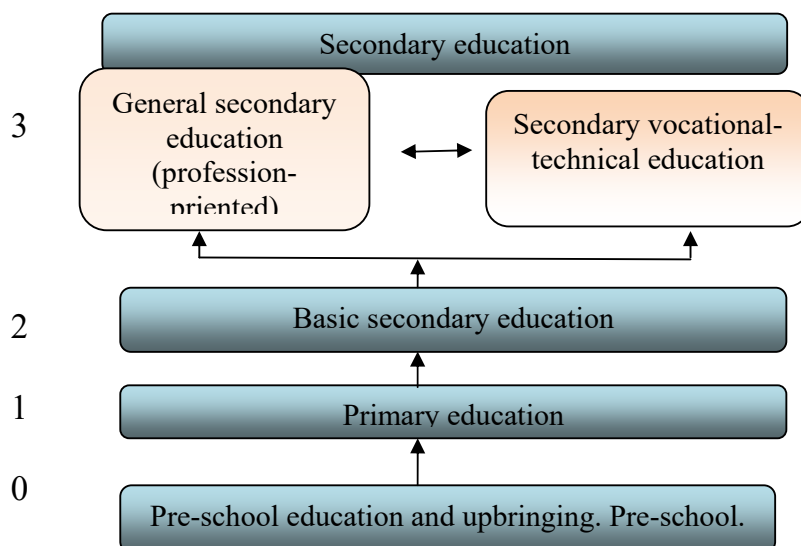 Secondary education
3
General secondary
education
(profession-
priented)
Secondary vocational-
technical education
2
Basic secondary education
1
Primary education
0
Pre-school education and upbringing. Pre-school.